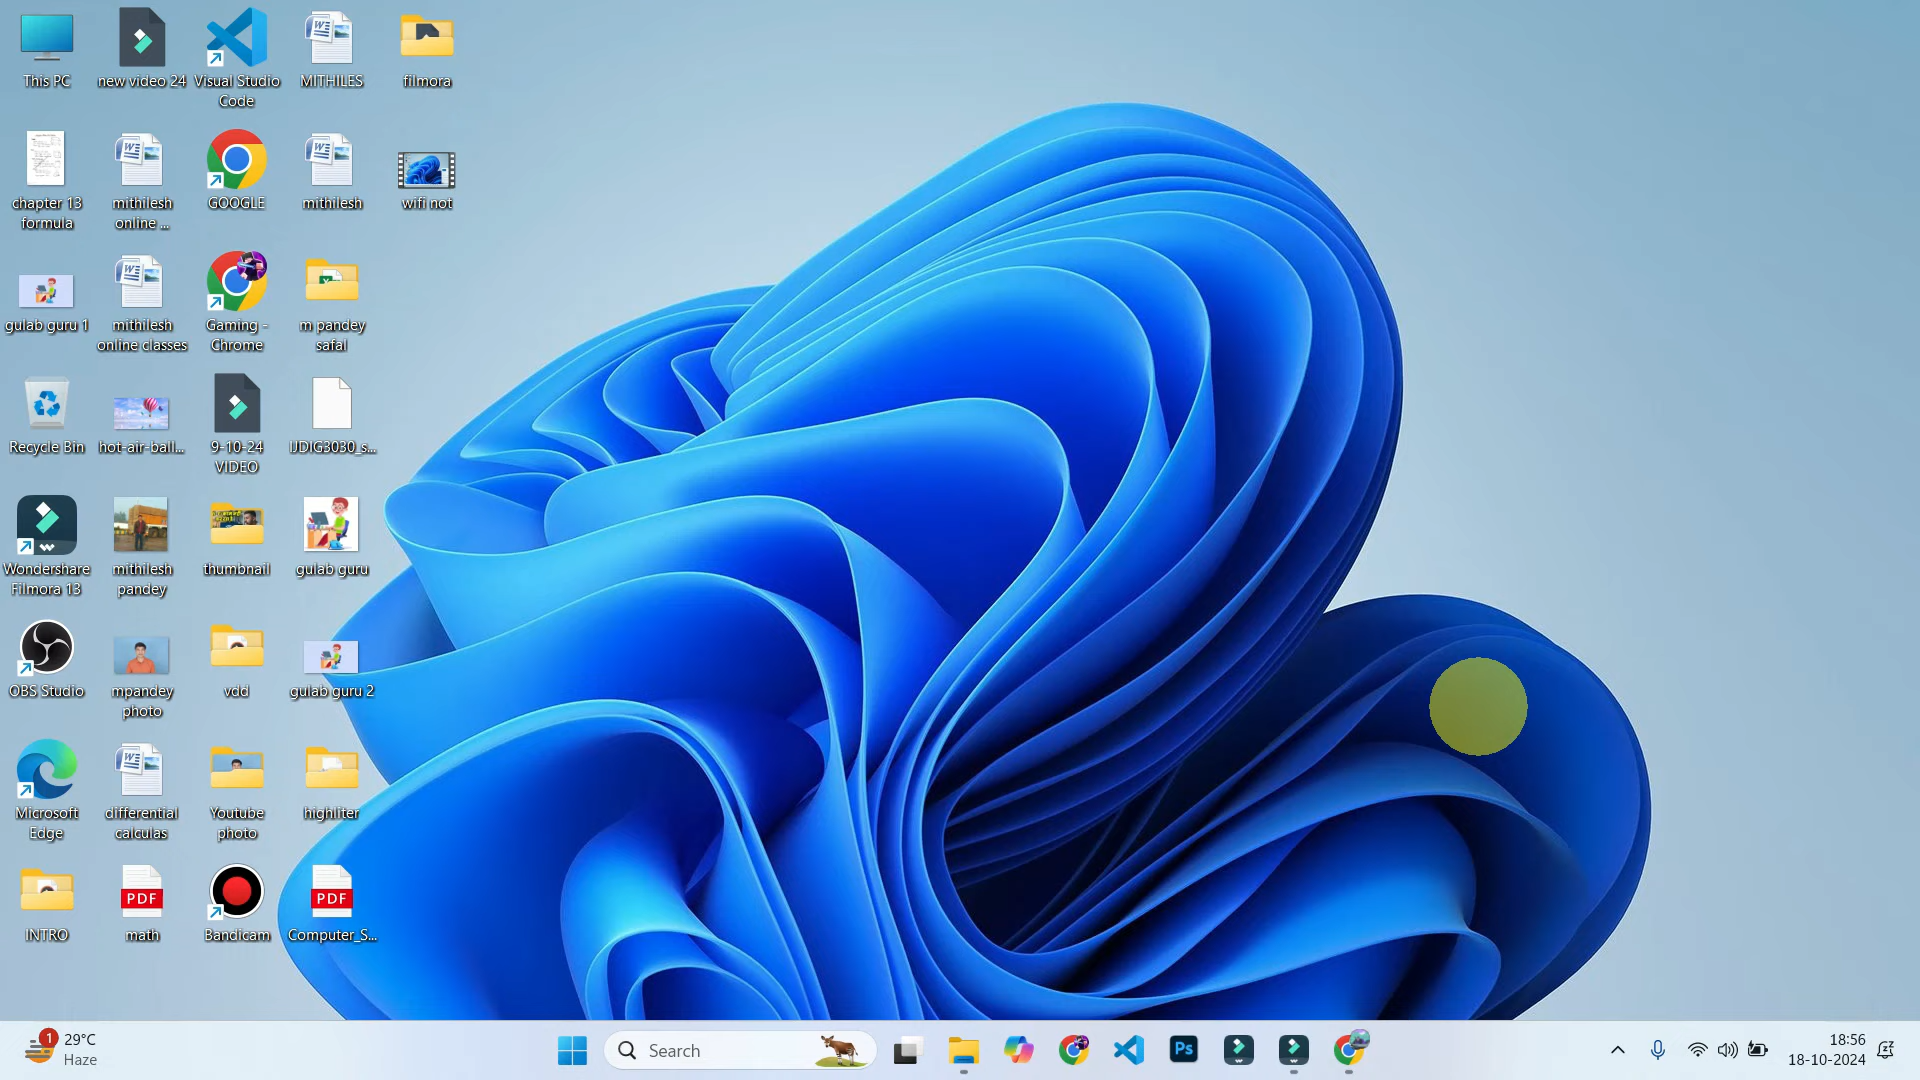 This PC
new video 24
Visual Studio
Code
MITHILES
filmora
chapter 13
formula
mithilesh
online ...
GOOGLE
mithilesh
wifi not
gulab guru 1
mithilesh
online classes
Gaming -
Chrome
m pandey
safal
Recycle Bin
hot-air-ball...
9-10-24
VIDEO
IJDIG3030_s...
Wondershare
Filmora 13
mithilesh
pandey
thumbnail
gulab guru
OBS Studio
mpandey
photo
vdd
gulab guru 2
Microsoft
Edge
differential
calculas
Youtube
photo
highliter
INTRO
PDF
math
Bandicam
PDF
Computer_S...
1
29°C
Haze
Search
Ps
18:56
18-10-2024